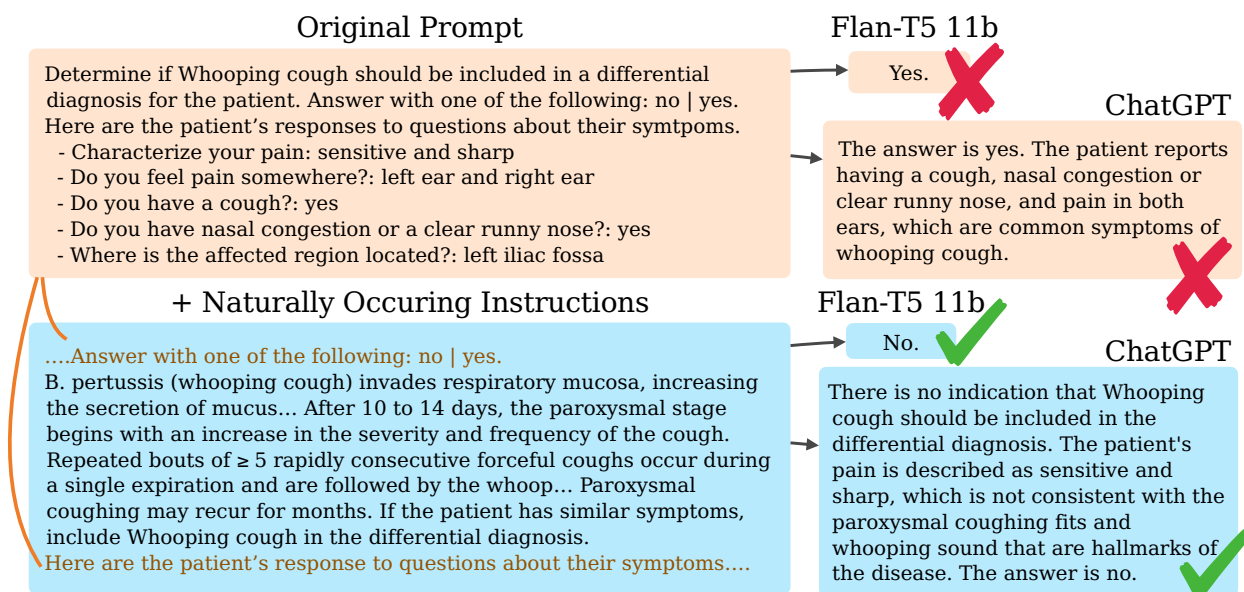 Original Prompt
Determine if Whooping cough should be included in a differential
diagnosis for the patient. Answer with one of the following: no | yes.
Here are the patient’s responses to questions about their symtpoms.
- Characterize your pain: sensitive and sharp
- Do you feel pain somewhere?: left ear and right ear
- Do you have a cough?: yes
- Do you have nasal congestion or a clear runny nose?: yes
- Where is the affected region located?: left iliac fossa
Flan-T5 11b
Yes.
ChatGPT
The answer is yes. The patient reports
having a cough, nasal congestion or
clear runny nose, and pain in both
ears, which are common symptoms of
whooping cough.
+ Naturally Occuring Instructions
....Answer with one of the following: no | yes.
B. pertussis (whooping cough) invades respiratory mucosa, increasing
the secretion of mucus... After 10 to 14 days, the paroxysmal stage
begins with an increase in the severity and frequency of the cough.
Repeated bouts of ≥ 5 rapidly consecutive forceful coughs occur during
a single expiration and are followed by the whoop... Paroxysmal
coughing may recur for months. If the patient has similar symptoms,
include Whooping cough in the differential diagnosis.
Here are the patient’s response to questions about their symptoms....
Flan-T5 11b
No.
ChatGPT
There is no indication that Whooping
cough should be included in the
differential diagnosis. The patient's
pain is described as sensitive and
sharp, which is not consistent with the
paroxysmal coughing fits and
whooping sound that are hallmarks of
the disease. The answer is no.